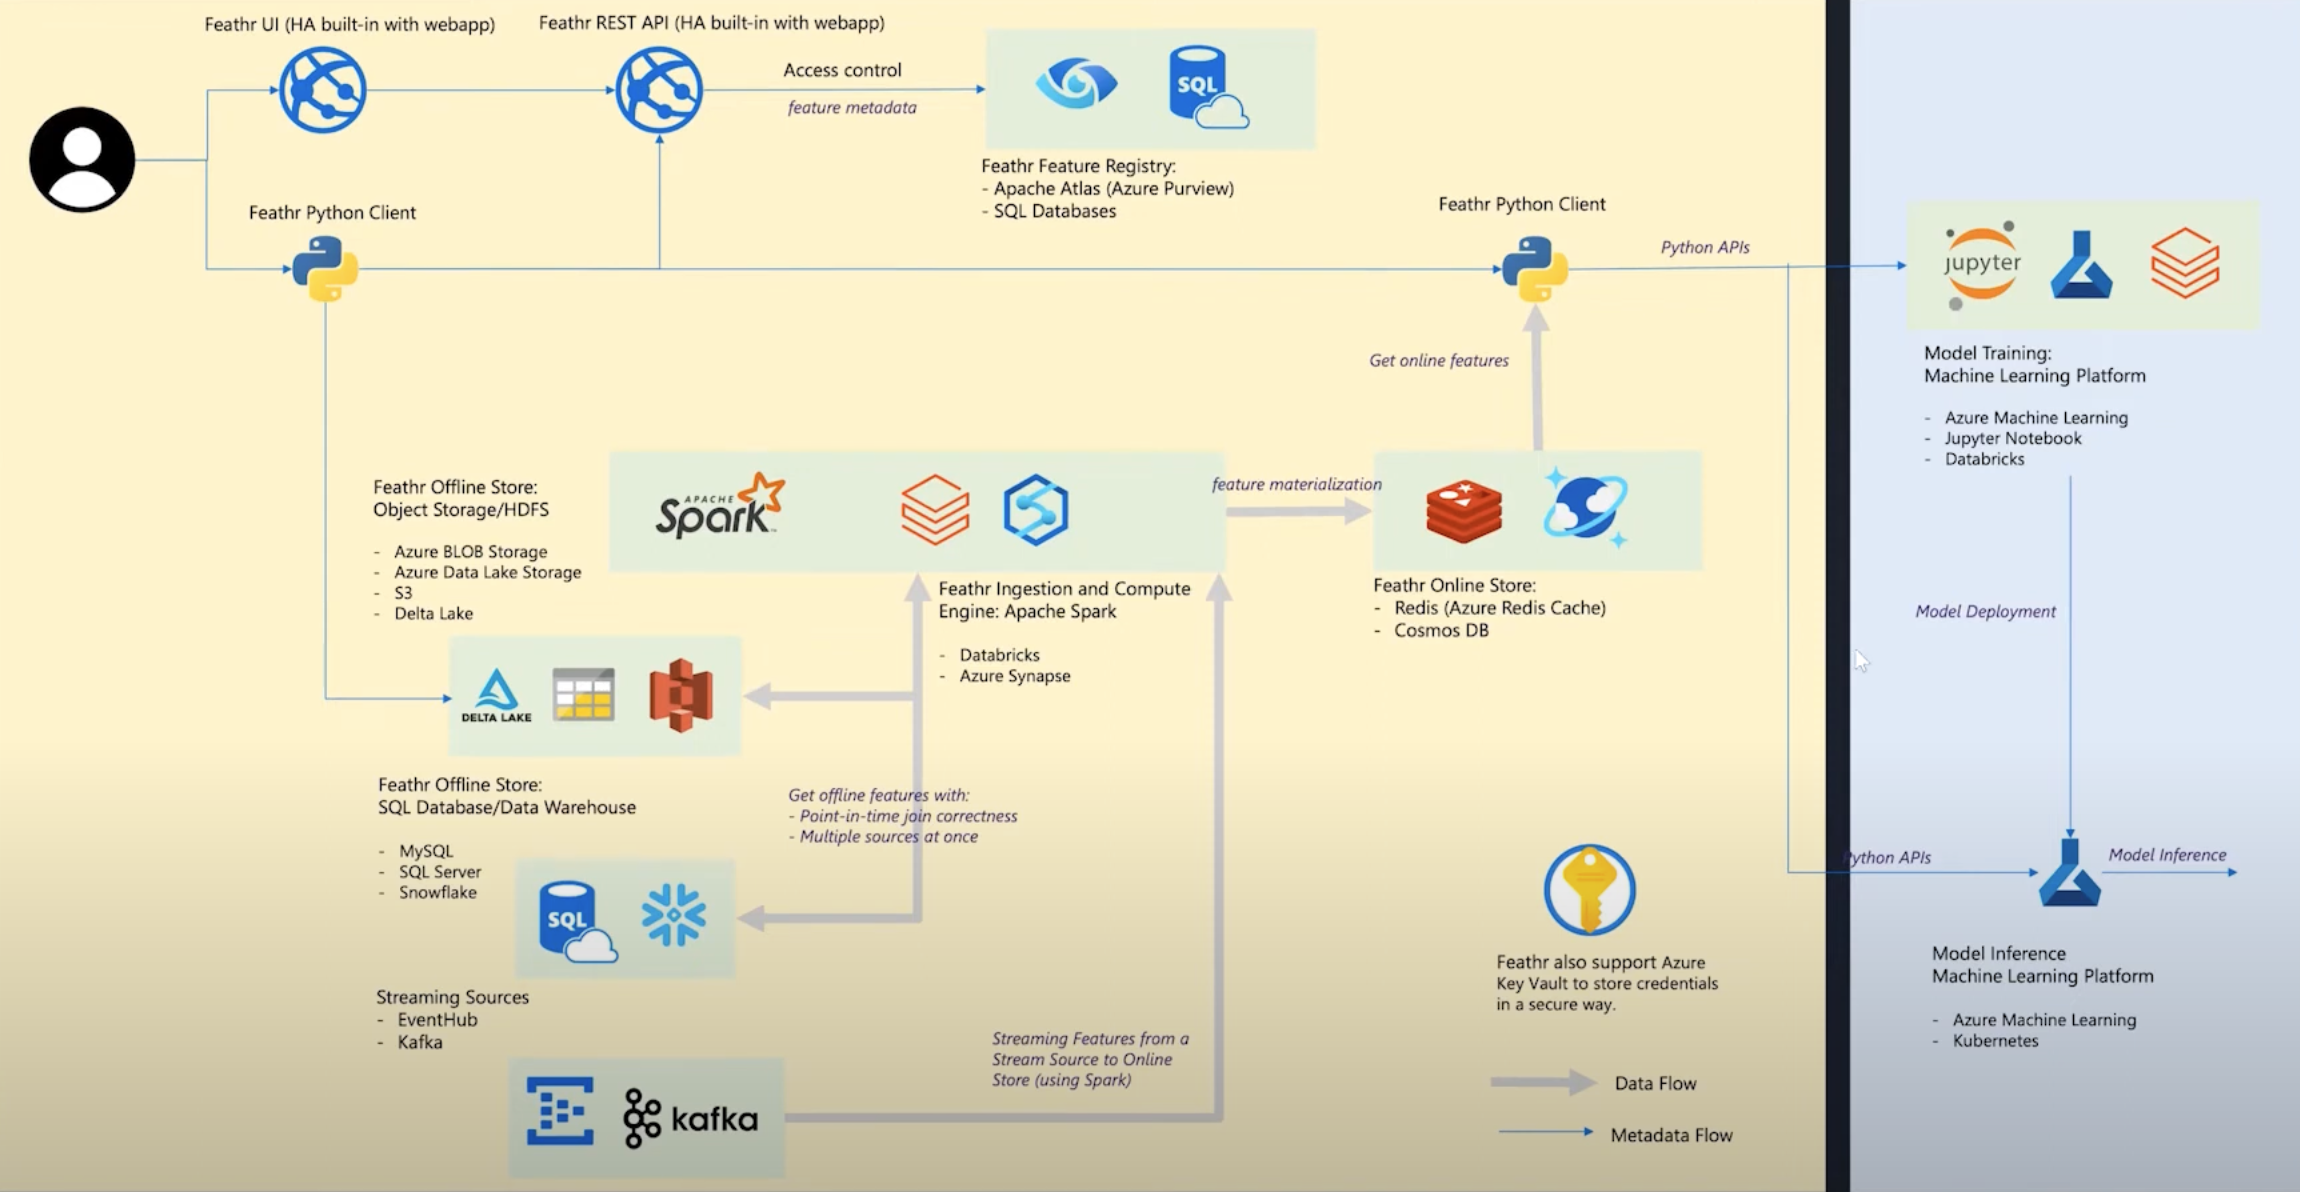 Feathr UI (HA built-in with webapp)
Feathr REST API (HA built-in with webapp)
Access control
feature metadata
SQL
Feathr Feature Registry:
- Apache Atlas (Azure Purview)
- SQL Databases
Feathr Python Client
Feathr Python Client
Python APIs
jupyter
Model Training:
Machine Learning Platform
- Azure Machine Learning
- Jupyter Notebook
- Databricks
Get online features
Feathr Offline Store:
Object Storage/HDFS
- Azure BLOB Storage
- Azure Data Lake Storage
- S3
- Delta Lake
APACHE
Spark
feature materialization
Feathr Ingestion and Compute
Engine: Apache Spark
- Databricks
- Azure Synapse
Feathr Online Store:
- Redis (Azure Redis Cache)
- Cosmos DB
Model Deployment
DELTA LAKE
Feathr Offline Store:
SQL Database/Data Warehouse
- MySQL
- SQL Server
- Snowflake
Get offline features with:
- Point-in-time join correctness
- Multiple sources at once
SQL
Python APIs
Model Inference
Feathr also support Azure
Key Vault to store credentials
in a secure way.
Model Inference
Machine Learning Platform
- Azure Machine Learning
- Kubernetes
Streaming Sources
- EventHub
- Kafka
Streaming Features from a
Stream Source to Online
Store (using Spark)
kafka
Data Flow
Metadata Flow